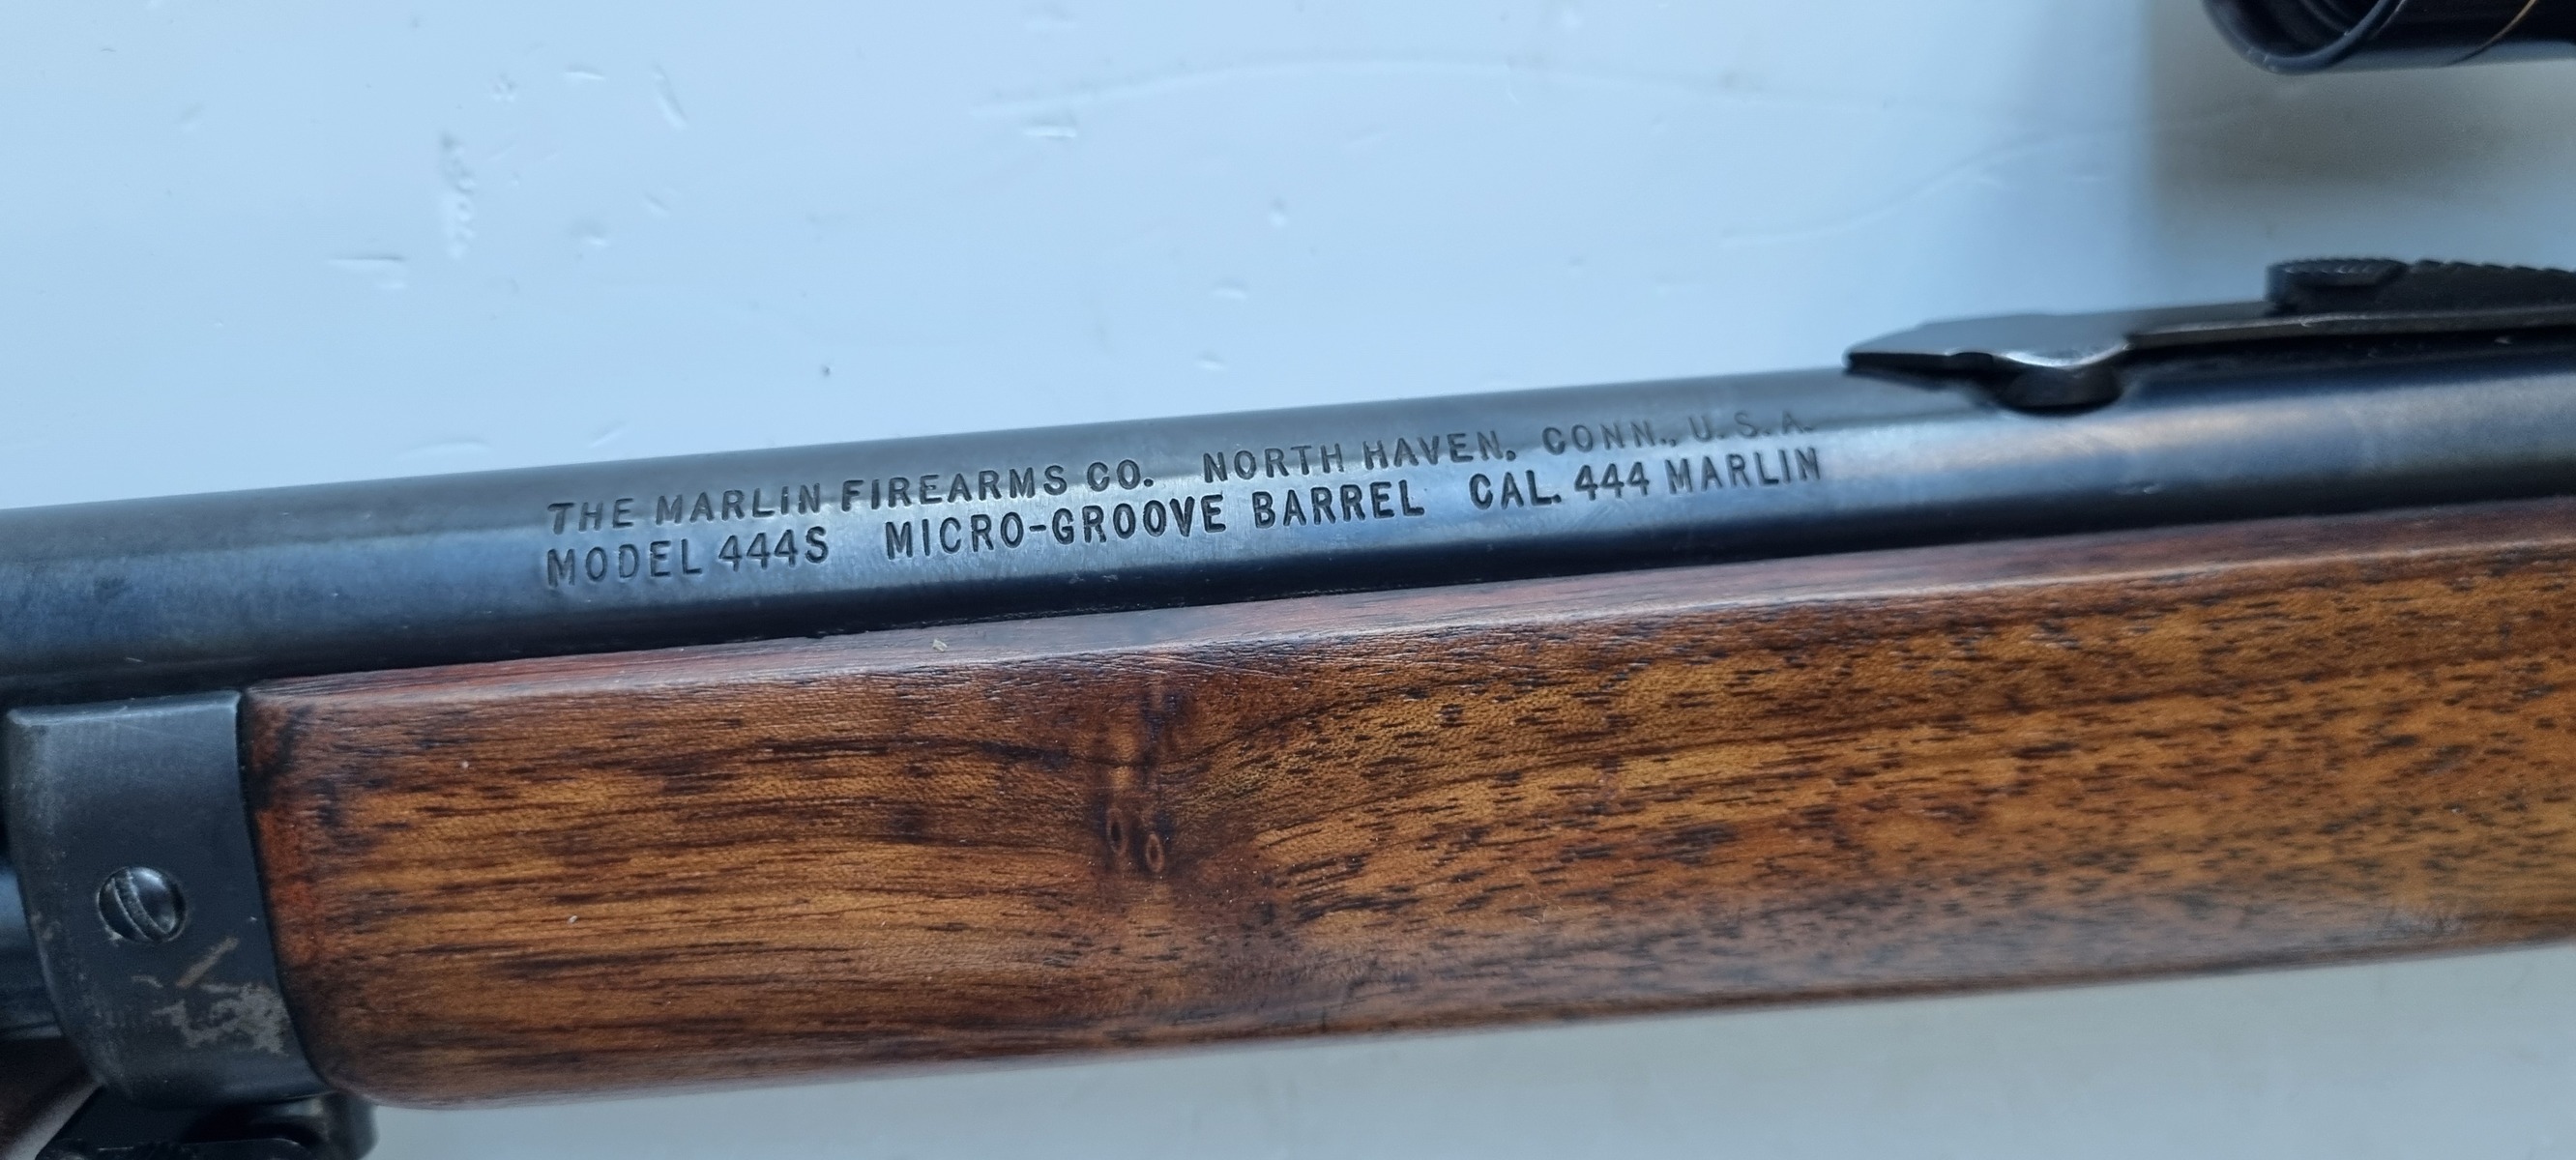 THE MARLIN FIREARMS CO. NORTH HAVEN, CONN., U.S.A.
MODEL 444S MICRO-GROOVE BARREL CAL. 444 MARLIN